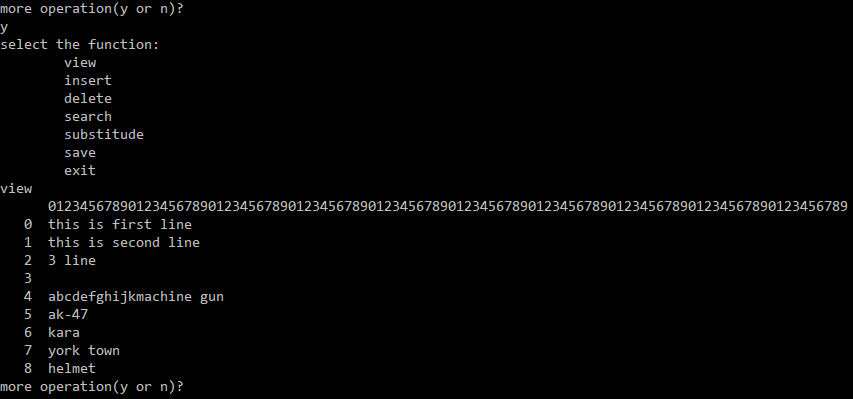 more operation(y or n)?
y
select the function:
        view
        insert
        delete
        search
        substitude
        save
        exit
view
      0123456789012345678901234567890123456789012345678901234567890123456789012345678901234567890123456789
   0  this is first line
   1  this is second line
   2  3 line
   3
   4  abcdefghijkmachine gun
   5  ak-47
   6  kara
   7  york town
   8  helmet
more operation(y or n)?